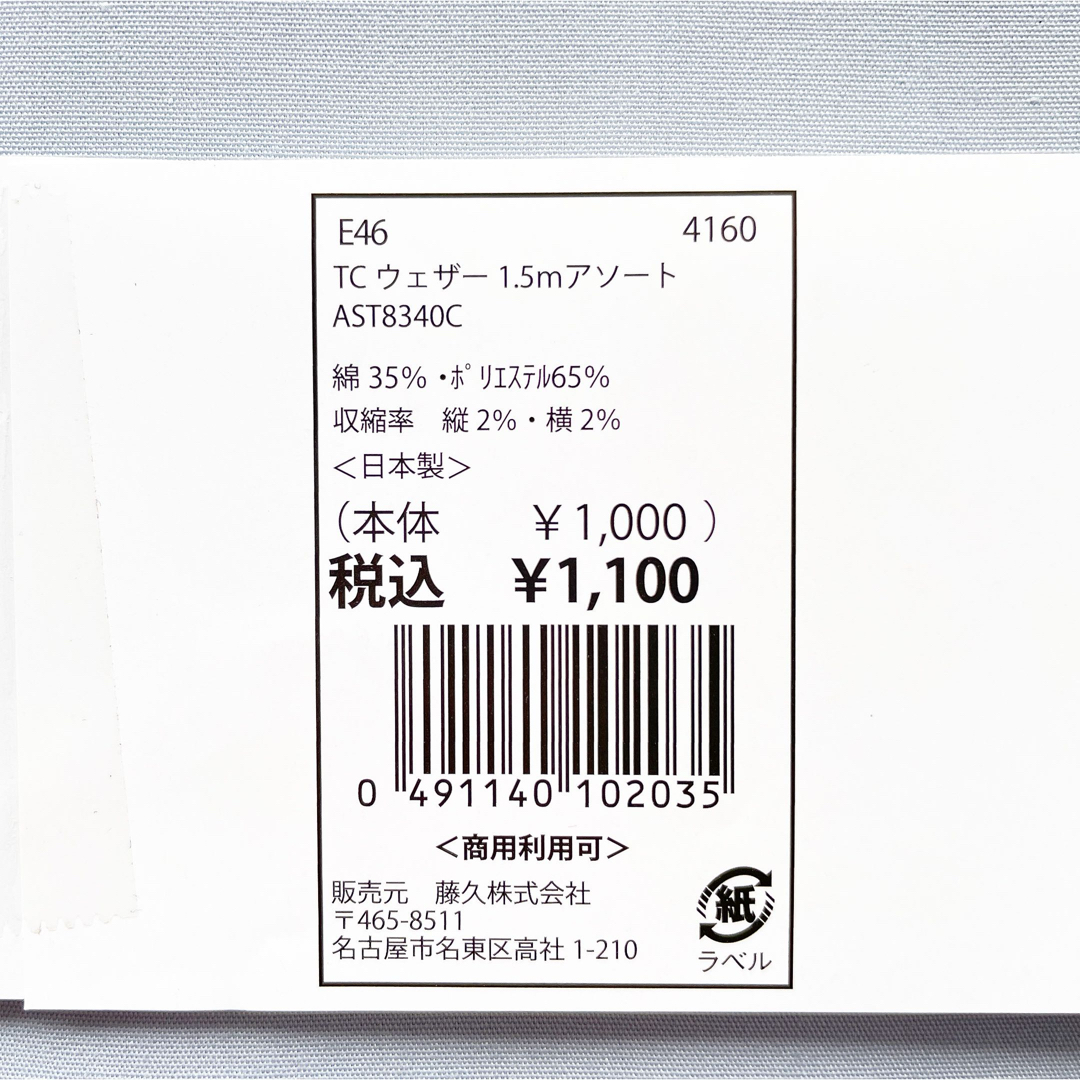 E46 4160
TC ウェザー 1.5mアソート
AST8340C
綿 35% ・ﾎﾟﾘｴｽﾃﾙ65%
収縮率　縦 2%・横 2%
＜日本製＞
（本体　￥1,000）
税込　￥1,100
0 491140 102035
＜商用利用可＞
販売元　藤久株式会社
〒465-8511
名古屋市名東区高社 1-210
紙
ラベル